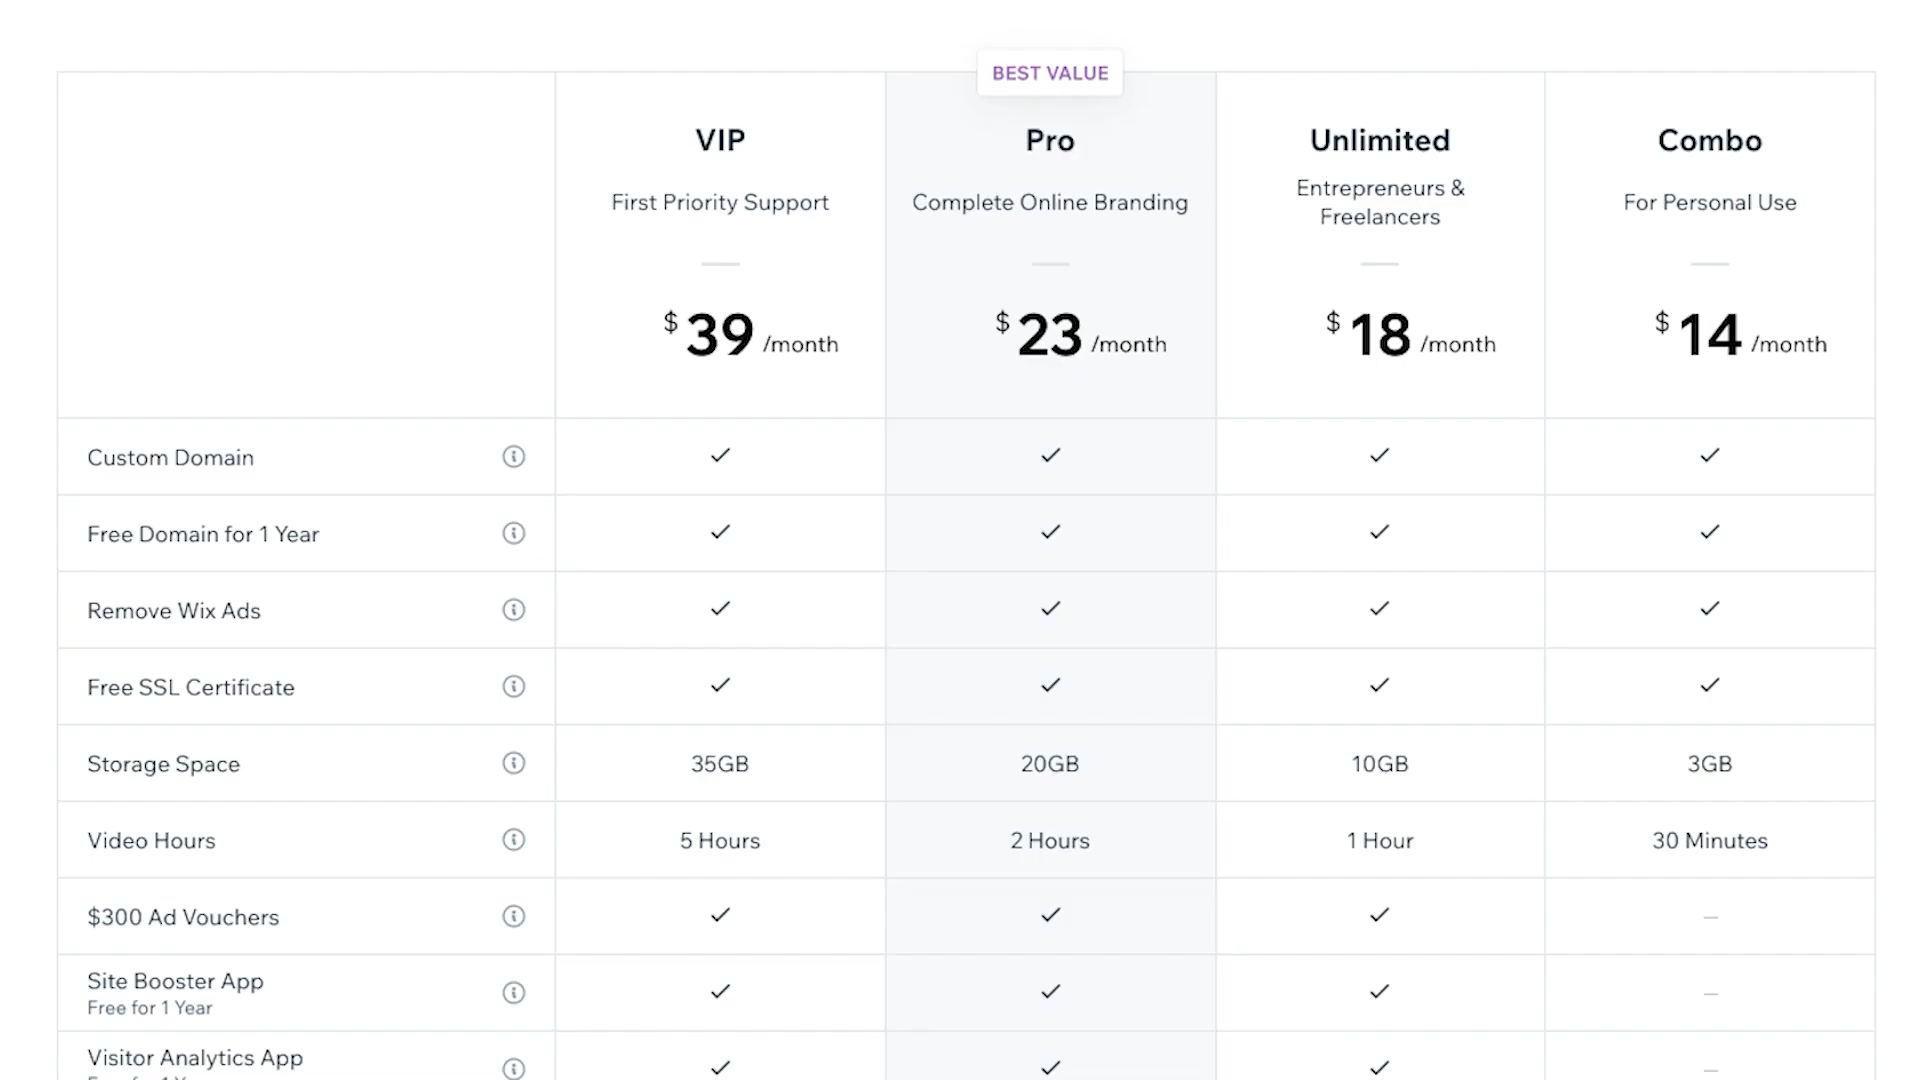 BEST VALUE
VIP Pro Unlimited Combo
First Priority Support Complete Online Branding Entrepreneurs & Freelancers For Personal Use
$ 39 /month $ 23 /month $ 18 /month $ 14 /month
Custom Domain ✓ ✓ ✓ ✓
Free Domain for 1 Year ✓ ✓ ✓ ✓
Remove Wix Ads ✓ ✓ ✓ ✓
Free SSL Certificate ✓ ✓ ✓ ✓
Storage Space 35GB 20GB 10GB 3GB
Video Hours 5 Hours 2 Hours 1 Hour 30 Minutes
$300 Ad Vouchers ✓ ✓ ✓ –
Site Booster App ✓ ✓ ✓ –
Free for 1 Year
Visitor Analytics App ✓ ✓ ✓ –